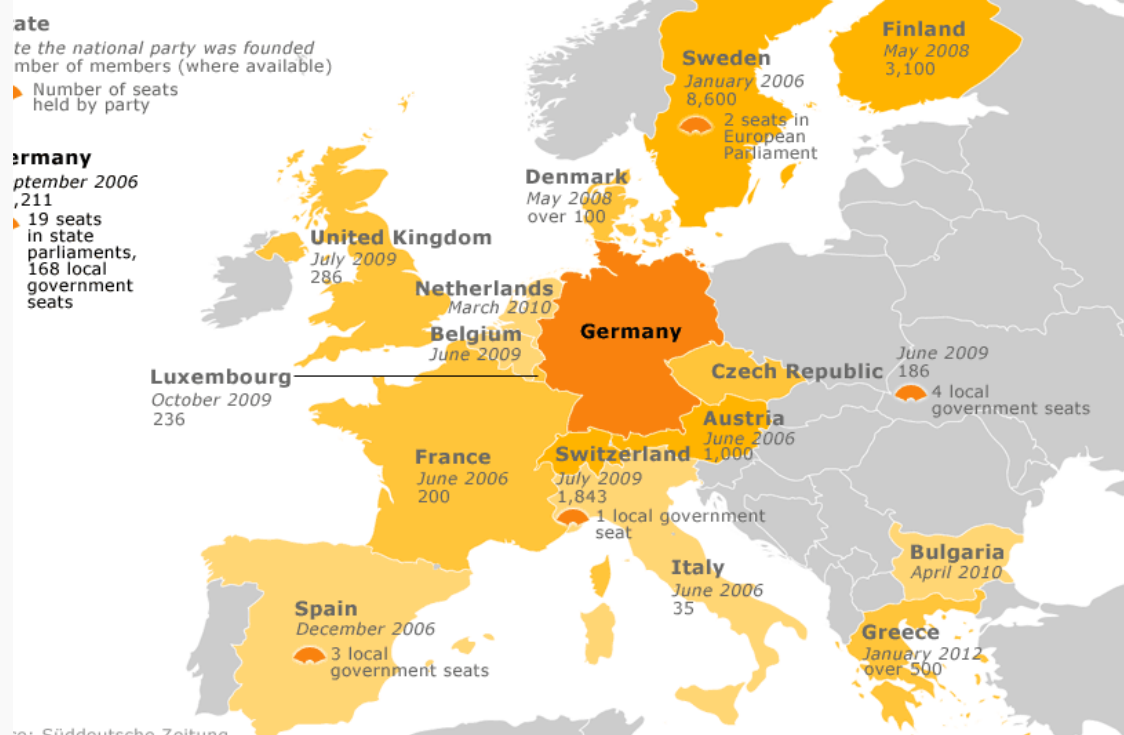 ate
te the national party was founded
mber of members (where available)
Number of seats
held by party
ermany
ptember 2006
,211
19 seats
in state
parliaments,
168 local
government
seats
Finland
May 2008
3,100
Sweden
January 2006
8,600
2 seats in
European
Parliament
Denmark
May 2008
over 100
United Kingdom
July 2009
286
Netherlands
March 2010
Belgium
June 2009
Germany
Luxembourg
October 2009
236
Czech Republic
June 2009
186
4 local
government seats
Austria
June 2006
1,000
France
June 2006
200
Switzerland
July 2009
1,843
1 local government
seat
Italy
June 2006
35
Bulgaria
April 2010
Spain
December 2006
3 local
government seats
Greece
January 2012
over 500
: Süddeutsche Zeitung